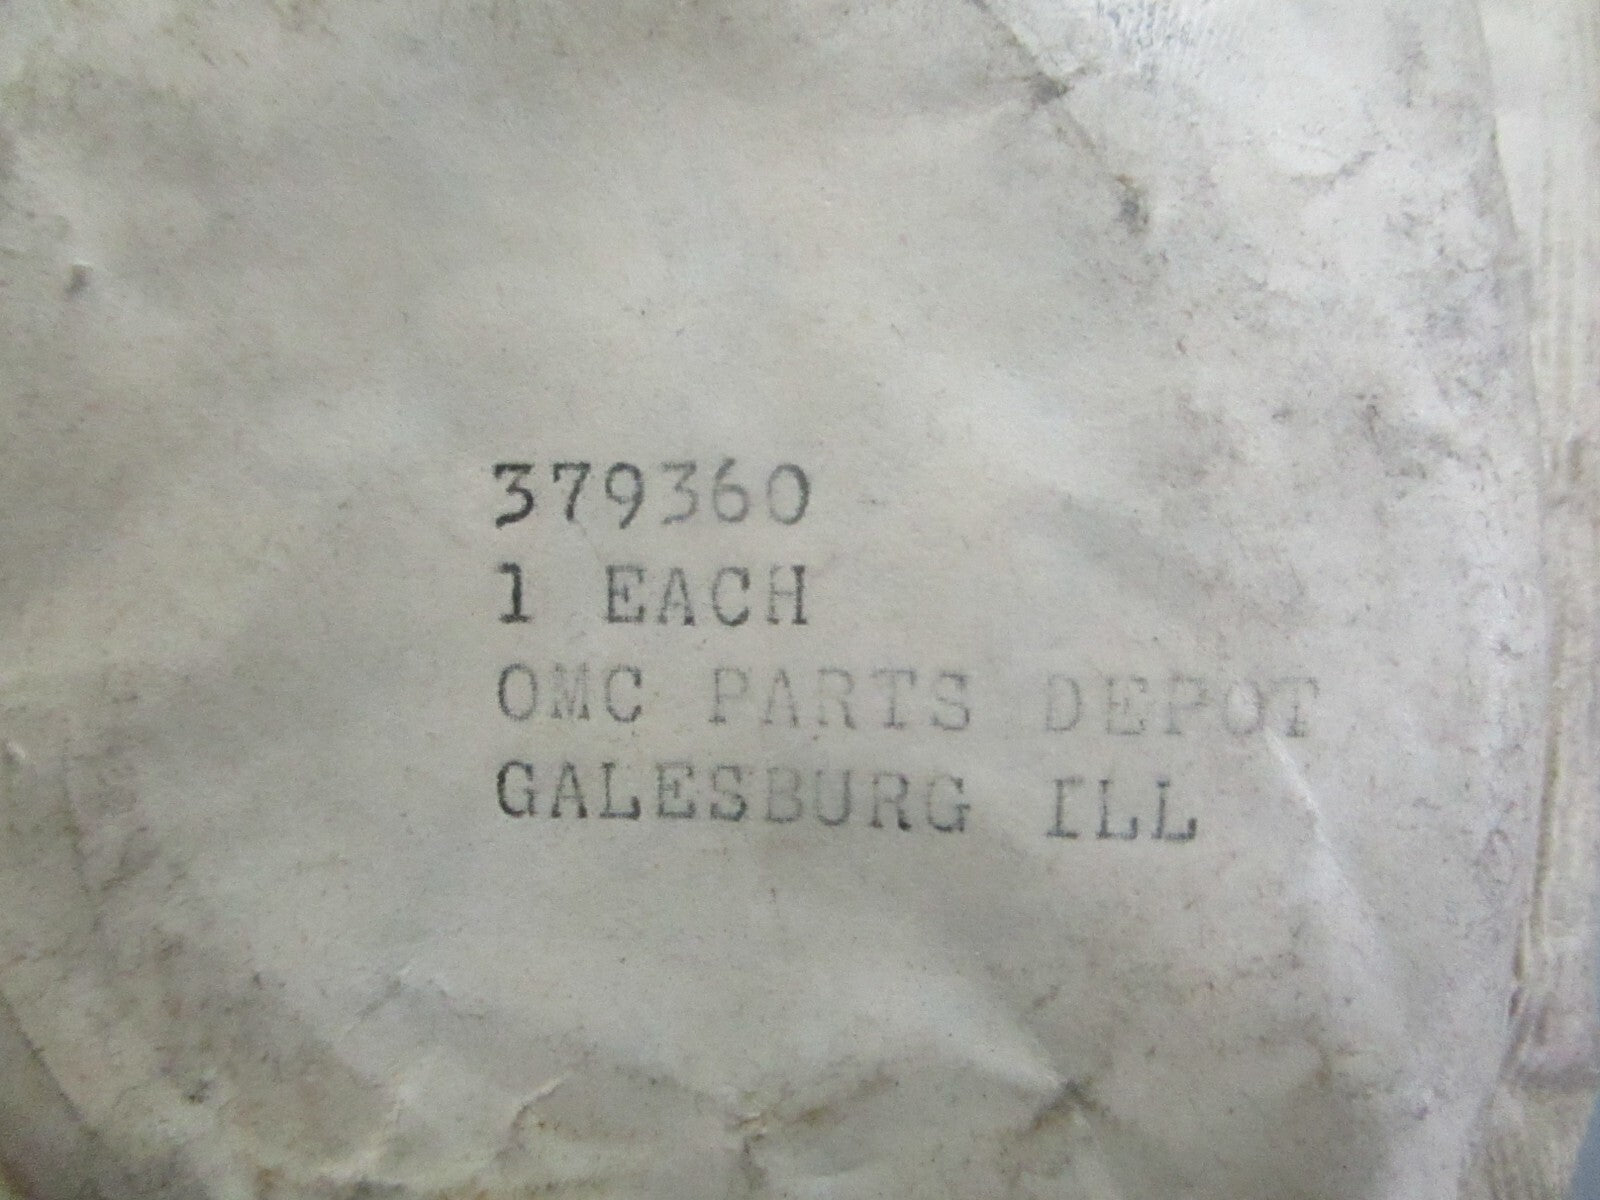 379360
1 EACH
OMC PARTS DEPOT
GALESBURG ILL